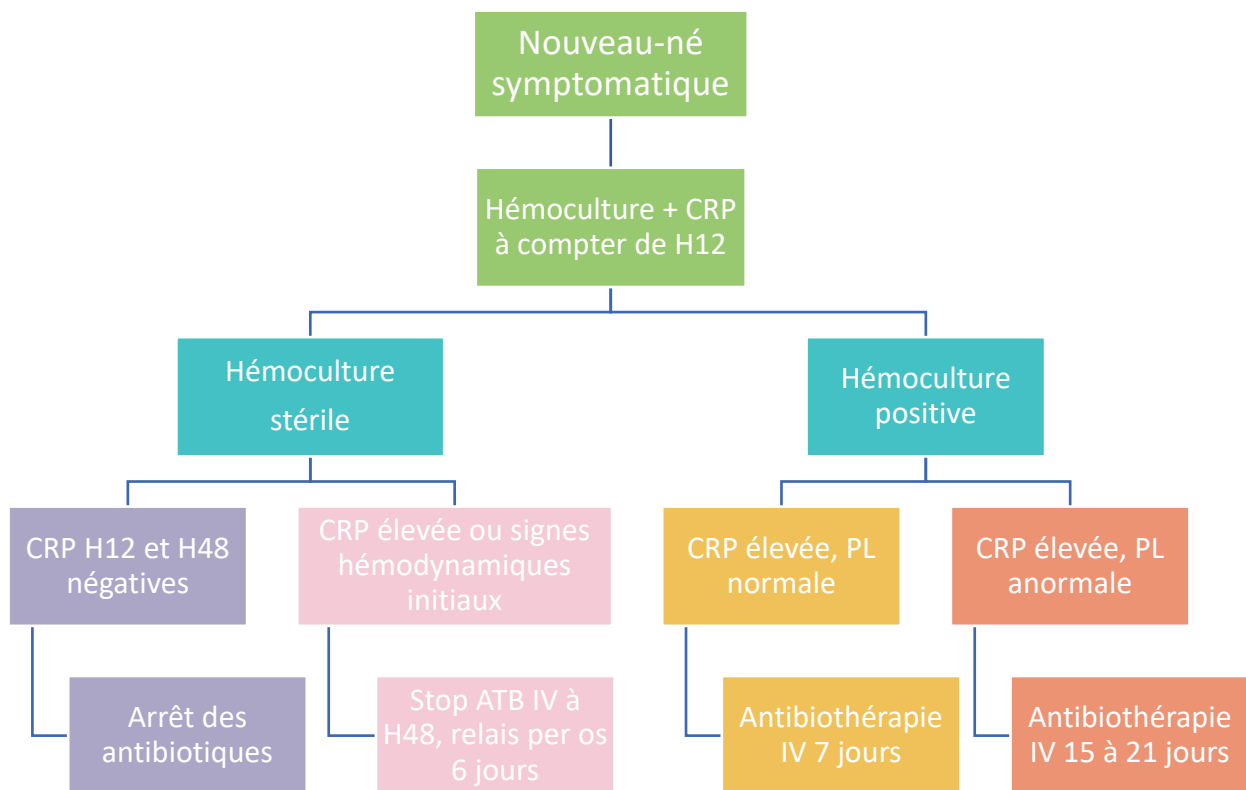 Nouveau-né
symptomatique
Hémoculture + CRP
à compter de H12
Hémoculture
stérile
Hémoculture
positive
CRP H12 et H48
négatives
CRP élevée ou signes
hémodynamiques
initiaux
CRP élevée, PL
normale
CRP élevée, PL
anormale
Arrêt des
antibiotiques
Stop ATB IV à
H48, relais per os
6 jours
Antibiothérapie
IV 7 jours
Antibiothérapie
IV 15 à 21 jours